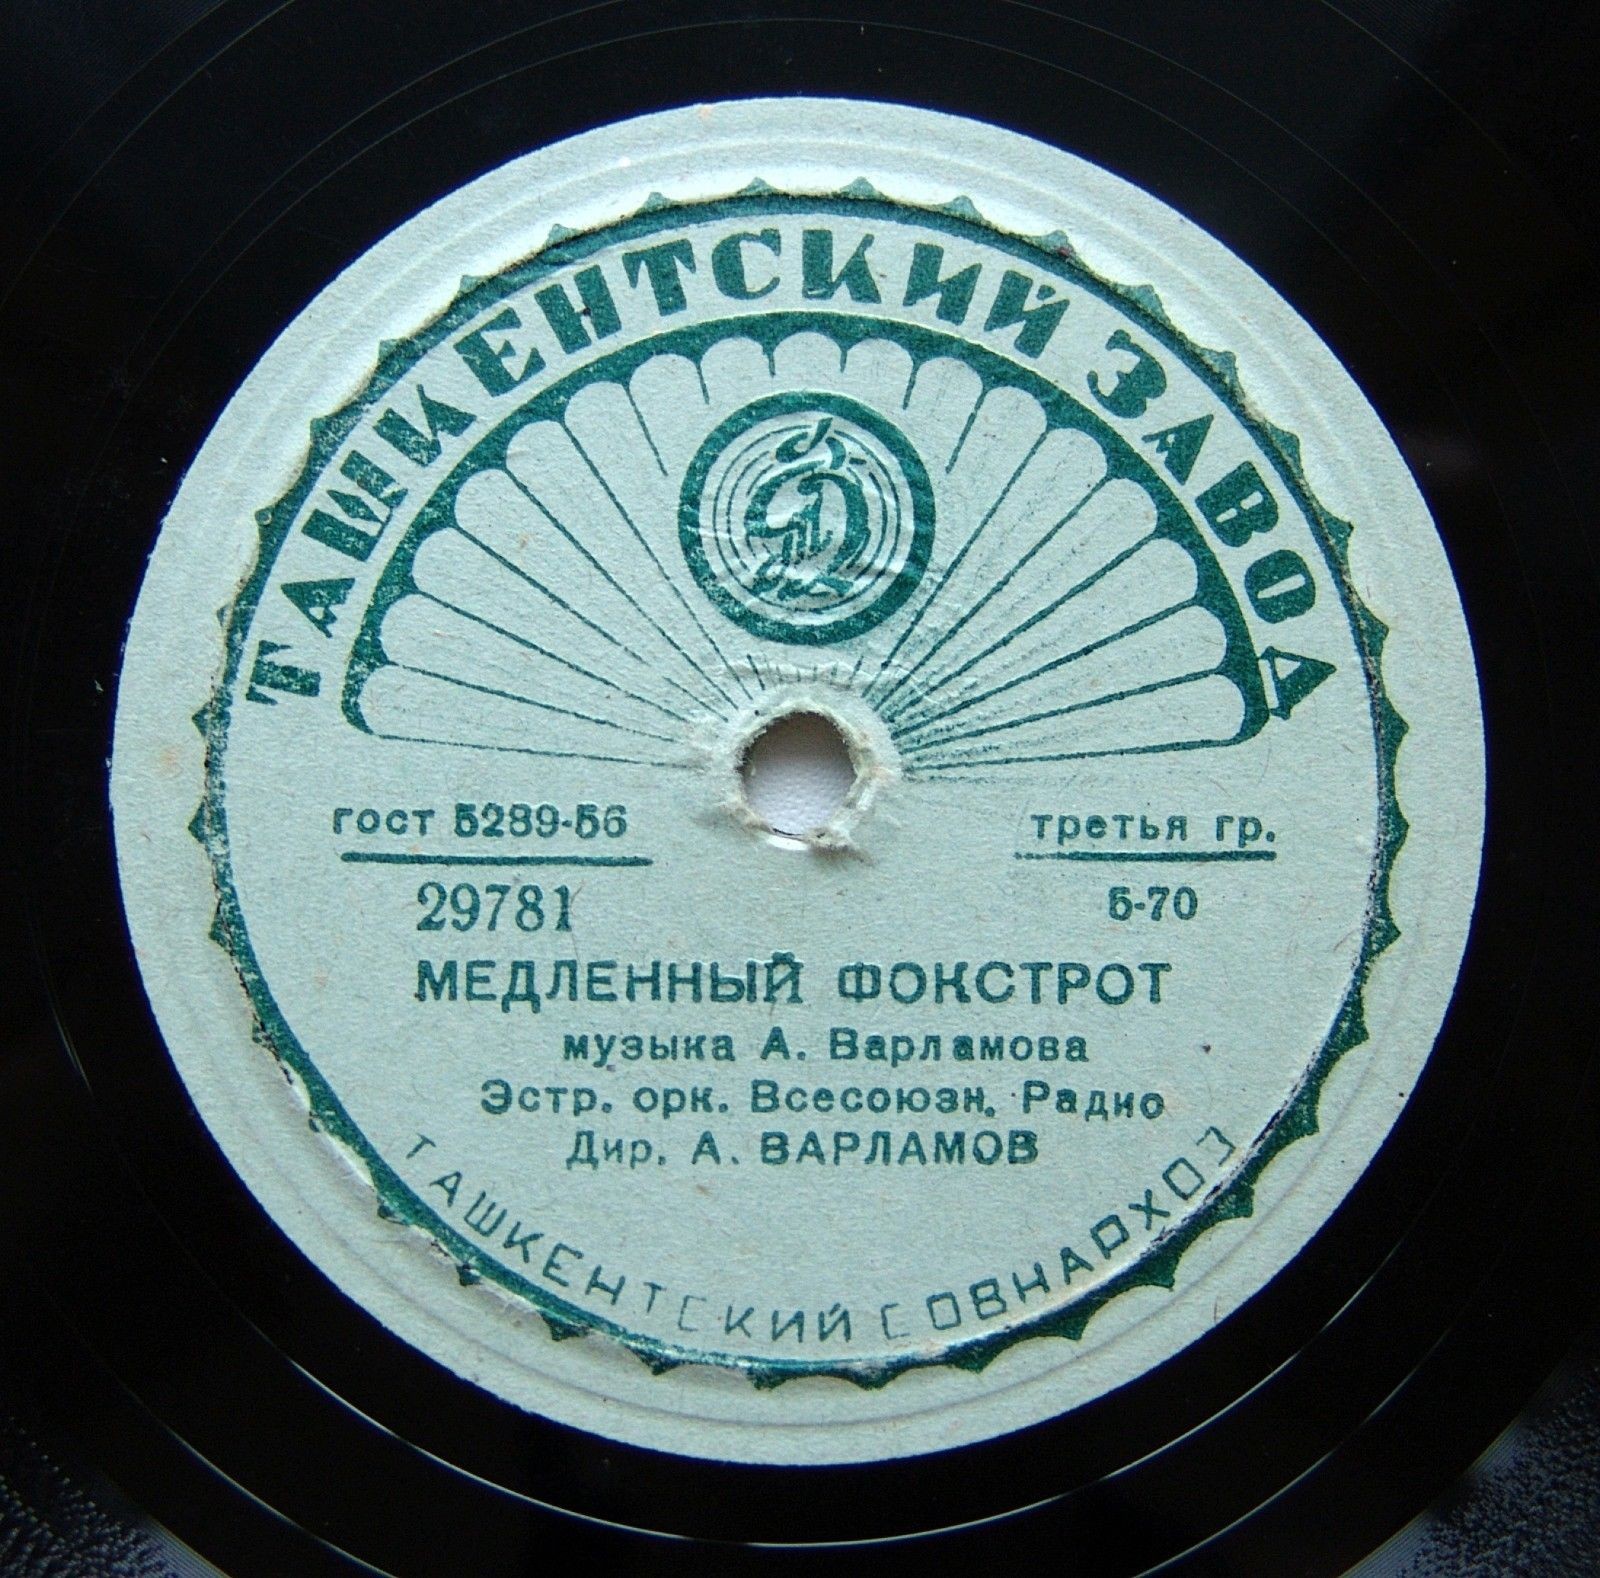 ТАШКЕНТСКИЙ ЗАВОД
гост 5289-56
третья гр.
29781
5-70
МЕДЛЕННЫЙ ФОКСТРОТ
музыка А. Варламова
Эстр. орк. Всесоюзн. Радио
Дир. А. ВАРЛАМОВ
ТАШКЕНТСКИЙ СОВНАРХОЗ